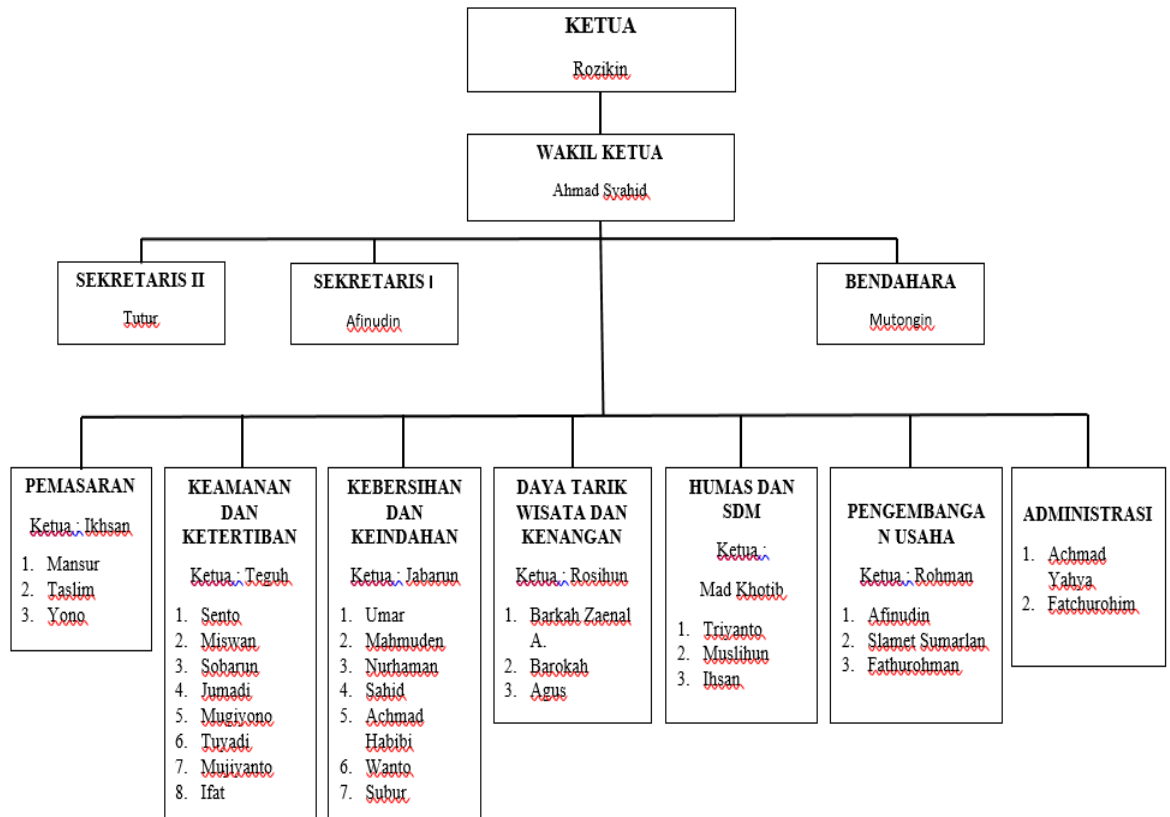 KETUA
Rozikin
WAKIL KETUA
Ahmad Syahid
SEKRETARIS II
Tutur
SEKRETARIS I
Afinudin
BENDAHARA
Mutongin
PEMASARAN
Ketua : Ikhsan
1. Mansur
2. Taslim
3. Yono
KEAMANAN
DAN
KETERTIBAN
Ketua : Teguh
1. Sento
2. Miswan
3. Sobarun
4. Jumadi
5. Mugiyono
6. Tuyadi
7. Mujiyanto
8. Ifat
KEBERSIHAN
DAN
KEINDAHAN
Ketua : Jabarun
1. Umar
2. Mahmuden
3. Nurhaman
4. Sahid
5. Achmad
Habibi
6. Wanto
7. Subur
DAYA TARIK
WISATA DAN
KENANGAN
Ketua : Rosihun
1. Barkah Zaenal
A.
2. Barokah
3. Agus
HUMAS DAN
SDM
Ketua :
Mad Khotib
1. Triyanto
2. Muslihun
3. Ihsan
PENGEMBANGA
N USAHA
Ketua : Rohman
1. Afinudin
2. Slamet Sumarlan
3. Fathurohman
ADMINISTRASI
1. Achmad
Yahya
2. Fatchurohim